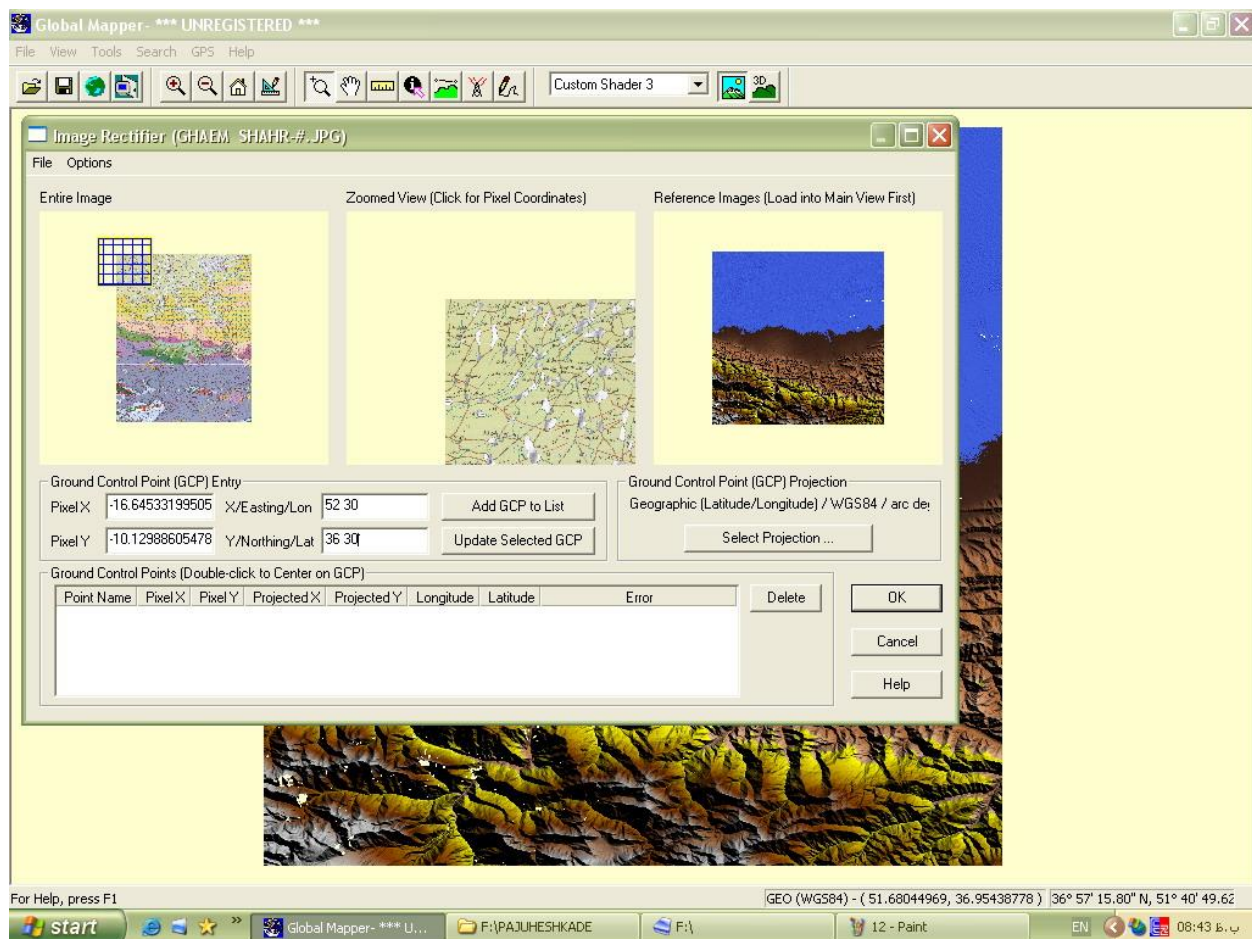 Global Mapper- *** UNREGISTERED ***
File View Tools Search GPS Help
Custom Shader 3
3D
Image Rectifier (GHAEM SHAHR-#.JPG)
File Options
Entire Image
Zoomed View (Click for Pixel Coordinates)
Reference Images (Load into Main View First)
Ground Control Point (GCP) Entry
Pixel X -16.64533199505 X/Easting/Lon 52 30 Add GCP to List
Pixel Y -10.12988605478 Y/Northing/Lat 36 30 Update Selected GCP
Ground Control Point (GCP) Projection
Geographic (Latitude/Longitude) / WGS84 / arc deg
Select Projection ...
Ground Control Points (Double-click to Center on GCP)
Point Name Pixel X Pixel Y Projected X Projected Y Longitude Latitude Error
Delete
OK
Cancel
Help
For Help, press F1
GEO (WGS84) - ( 51.68044969, 36.95438778 ) 36° 57' 15.80" N, 51° 40' 49.62
start
Global Mapper- *** U...
F:\PAJUHESHKADE
F:\
12 - Paint
EN
08:43 ب.ظ